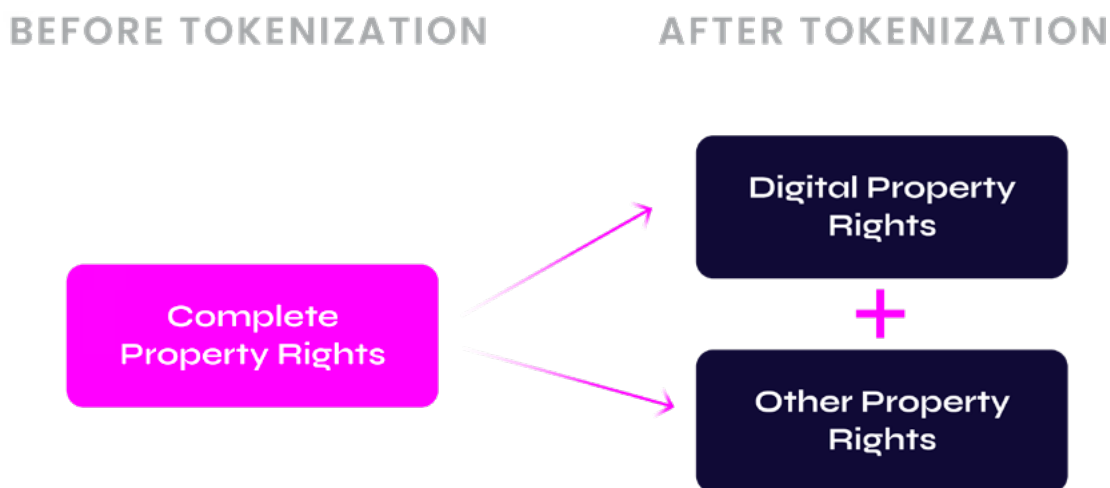 BEFORE TOKENIZATION
AFTER TOKENIZATION
Complete
Property Rights
Digital Property
Rights
+
Other Property
Rights